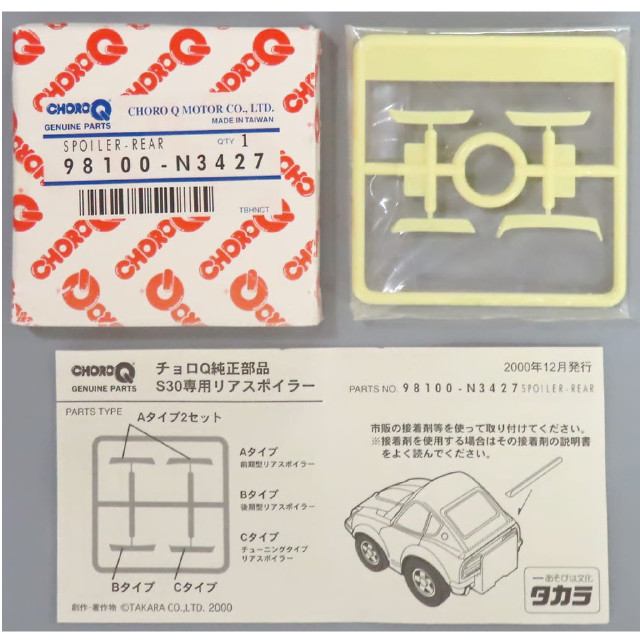 CHORO Q
CHORO Q
GENUINE PARTS
CHORO Q MOTOR CO., LTD.
MADE IN TAIWAN
SPOILER-REAR
Q'TY 1
98100-N3427
TBHNCT
CHORO Q
CHORO Q
CHORO Q
CHORO Q
GENUINE PARTS
チョロQ純正部品
S30専用リアスポイラー
2000年12月発行
PARTS NO. 98100-N3427 SPOILER-REAR
PARTS TYPE
Aタイプ2セット
Aタイプ
前期型リアスポイラー
Bタイプ
後期型リアスポイラー
Cタイプ
チューニングタイプ
リアスポイラー
Bタイプ
Cタイプ
創作・著作物 ©TAKARA CO.,LTD. 2000
市販の接着剤等を使って取り付けてください。
※接着剤を使用する場合はその接着剤の説明書
をよく読んでください。
―あそびは文化
タカラ